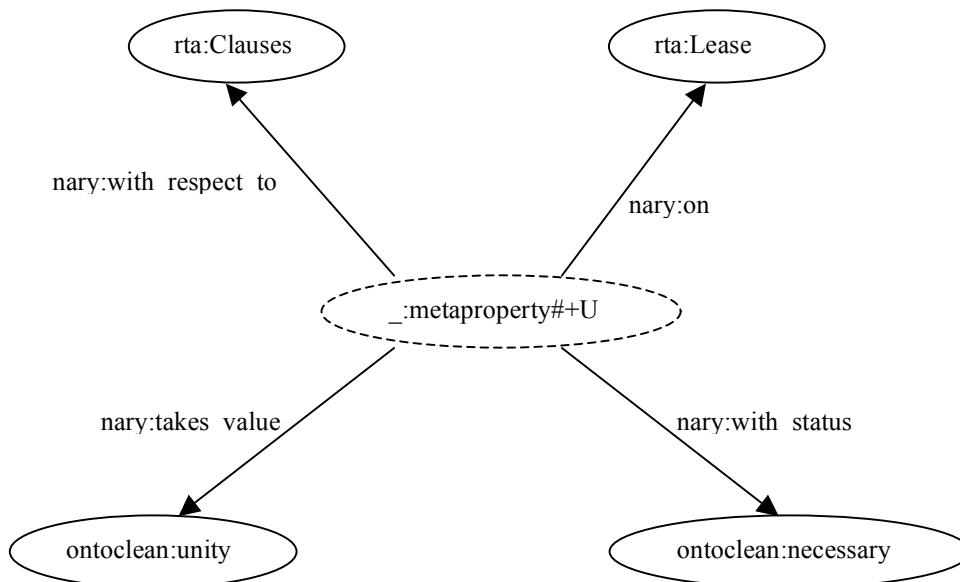 rta:Clauses
rta:Lease
nary:with respect to
nary:on
_:metaproperty#+U
nary:takes value
nary:with status
ontoclean:unity
ontoclean:necessary